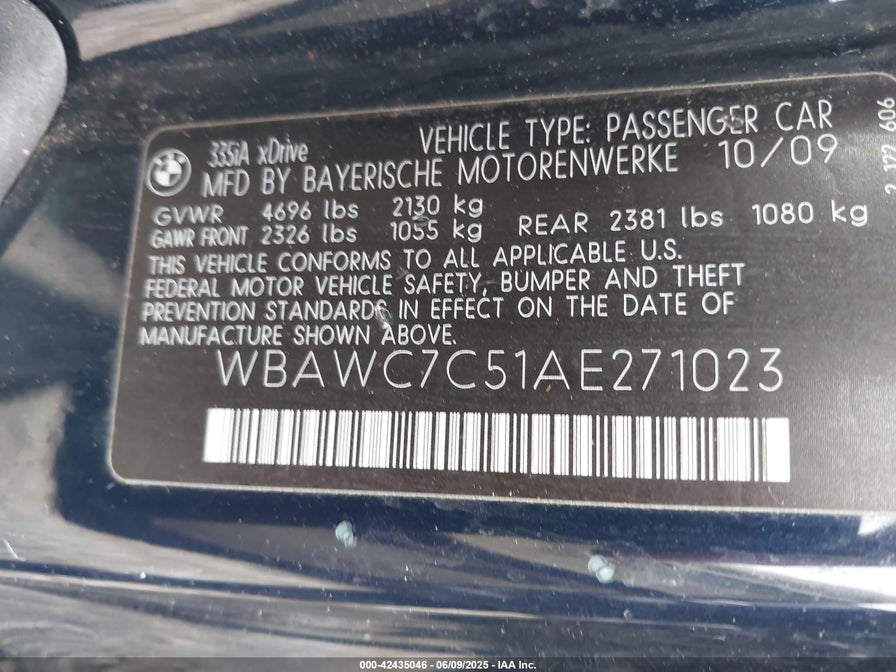 335iA xDrive
VEHICLE TYPE: PASSENGER CAR
MFD BY BAYERISCHE MOTORENWERKE 10/09
GVWR 4696 lbs 2130 kg
GAWR FRONT 2326 lbs 1055 kg REAR 2381 lbs 1080 kg
THIS VEHICLE CONFORMS TO ALL APPLICABLE U.S.
FEDERAL MOTOR VEHICLE SAFETY, BUMPER AND THEFT
PREVENTION STANDARDS IN EFFECT ON THE DATE OF
MANUFACTURE SHOWN ABOVE.
WBAWC7C51AE271023
000-42435046 - 06/09/2025 - IAA Inc.